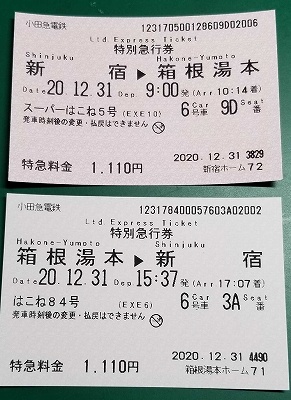 小田急電鉄 12317050012860900200 6
Ltd Express Ticket
特別急行券
Shinjuku Hakone-Yumoto
新宿▶箱根湯本
Date 20.12.31 Dep 9:00発 (Arr 10:14着)
スーパーはこね5号 (EXE10) 6 Car 号車 9D Seat 番
発車時刻後の変更・払戻はできません
特急料金 1,110円 2020.12.31 3829
新宿ホーム72
小田急電鉄 123178400057603A02002
Ltd Express Ticket
特別急行券
Hakone-Yumoto Shinjuku
箱根湯本▶新宿
Date 20.12.31 Dep 15:37発 (Arr 17:07着)
はこね84号 (EXE6) 6 Car 号車 3A Seat 番
発車時刻後の変更・払戻はできません
特急料金 1,110円 2020.12.31 4490
箱根湯本ホーム71